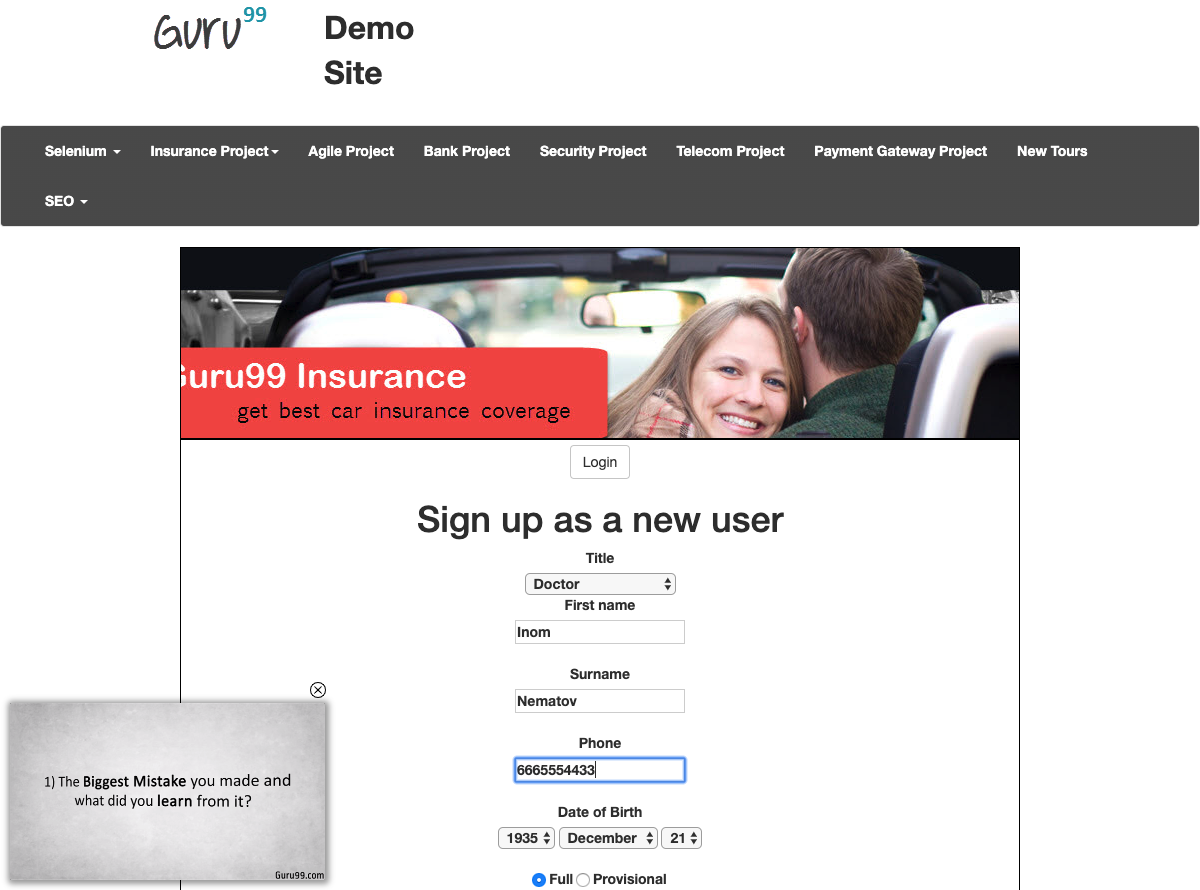 Guru99
Demo
Site
Selenium
Insurance Project
Agile Project
Bank Project
Security Project
Telecom Project
Payment Gateway Project
New Tours
SEO
Guru99 Insurance
get best car insurance coverage
Login
Sign up as a new user
Title
Doctor
First name
Inom
Surname
Nematov
Phone
6665554433
Date of Birth
1935 December 21
Full Provisional
1) The Biggest Mistake you made and
what did you learn from it?
Guru99.com